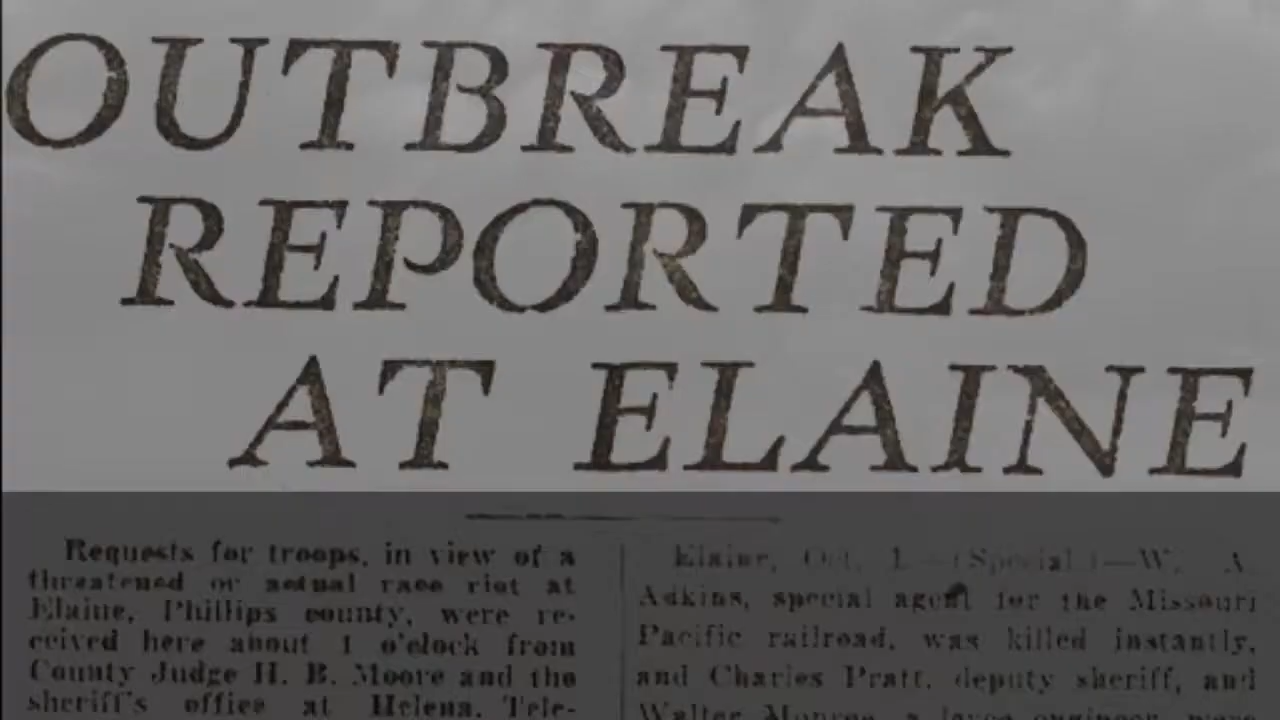 OUTBREAK
REPORTED
AT ELAINE
Requests for troops, in view of a
threatened or actual race riot at
Elaine, Phillips county, were re-
ceived here about 1 o'clock from
County Judge H. B. Moore and the
sheriff's office at Helena. Tele-
Elaine, Oct. 1.—(Special.)—W. A.
Adkins, special agent for the Missouri
Pacific railroad, was killed instantly,
and Charles Pratt, deputy sheriff, and
Walter Monroe, a